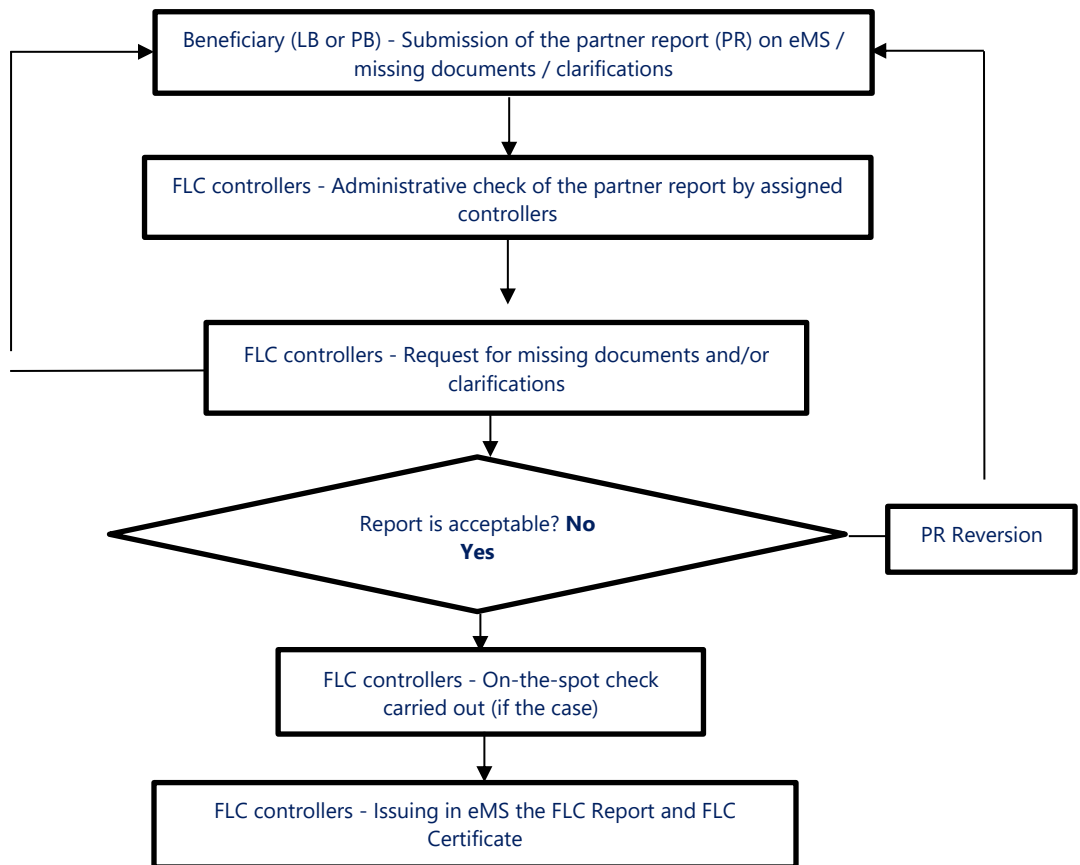 Beneficiary (LB or PB) - Submission of the partner report (PR) on eMS /
missing documents / clarifications
FLC controllers - Administrative check of the partner report by assigned
controllers
FLC controllers - Request for missing documents and/or
clarifications
Report is acceptable? No
Yes
PR Reversion
FLC controllers - On-the-spot check
carried out (if the case)
FLC controllers - Issuing in eMS the FLC Report and FLC
Certificate